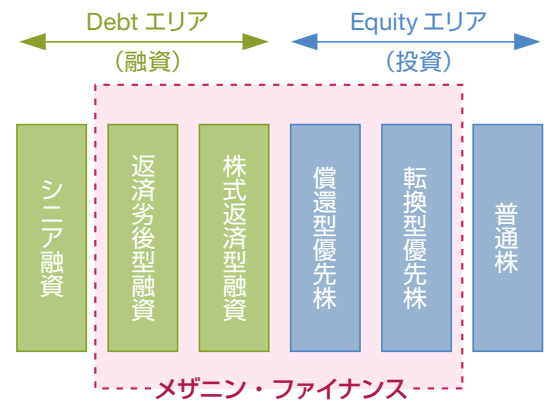 Debt エリア
（融資）
Equity エリア
（投資）
シニア融資
返済劣後型融資
株式返済型融資
償還型優先株
転換型優先株
普通株
メザニン・ファイナンス